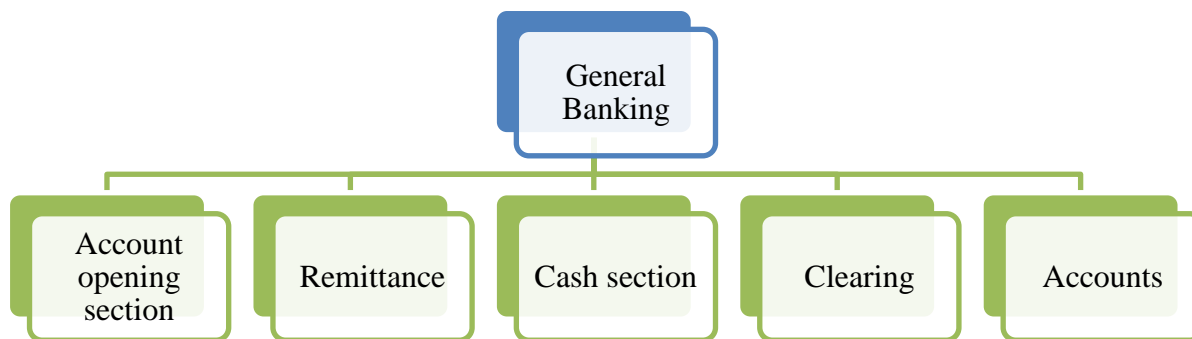 General
Banking
Account
opening
section
Remittance
Cash section
Clearing
Accounts